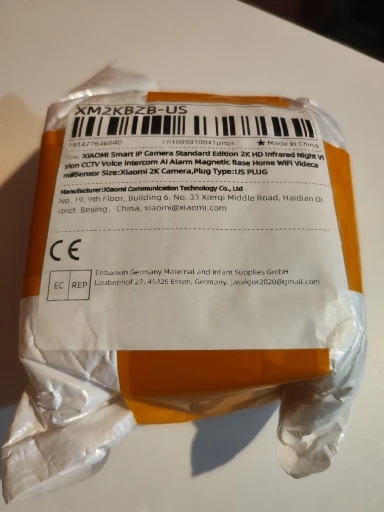 XM2KBZB-US
*91477646840 cn1085810041prqa ★ Made in China
XIAOMI Smart IP Camera Standard Edition 2K HD Infrared Night Vi
sion CCTV Voice Intercom AI Alarm Magnetic Base Home WiFi Videca
m#Sensor Size:Xiaomi 2K Camera,Plug Type:US PLUG
Manufacturer:Xiaomi Communication Technology Co., Ltd
No. 19, 9th Floor, Building 6, No. 33 Xierqi Middle Road, Haidian Di
strict, Beijing, China, xiaomi@xiaomi.com
CE
EC REP
Enbaoxin Germany Maternal and Infant Supplies GmbH
Laubenhof 23, 45326 Essen, Germany, jasvigor2020@gmail.com